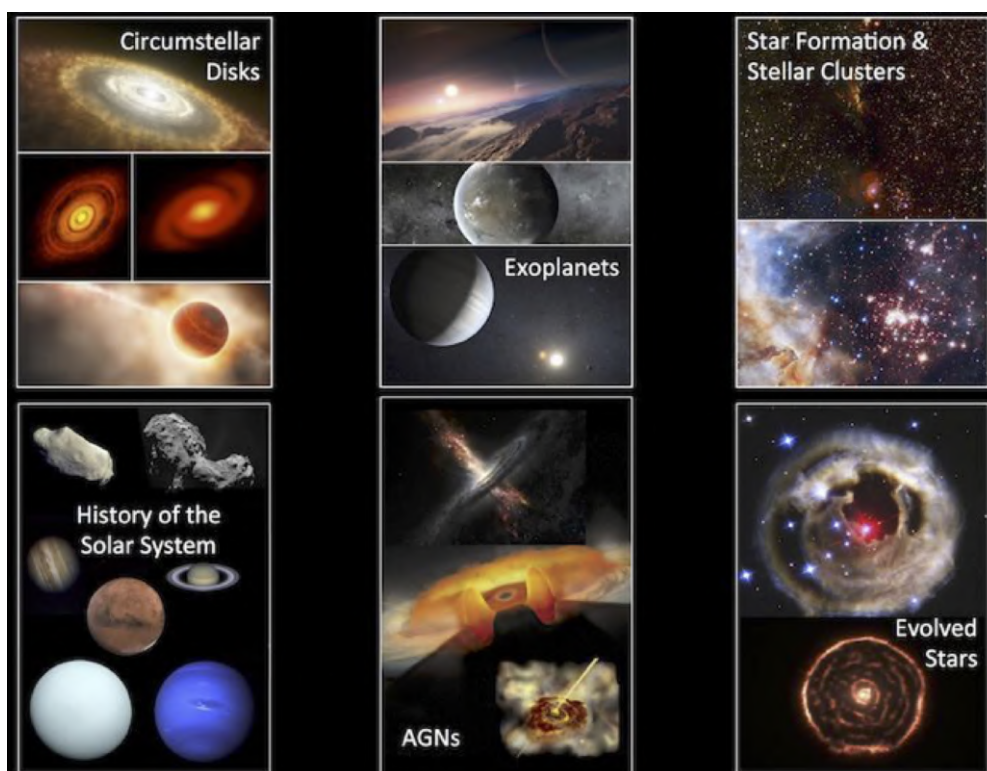 Circumstellar
Disks
Exoplanets
Star Formation &
Stellar Clusters
History of the
Solar System
AGNs
Evolved
Stars